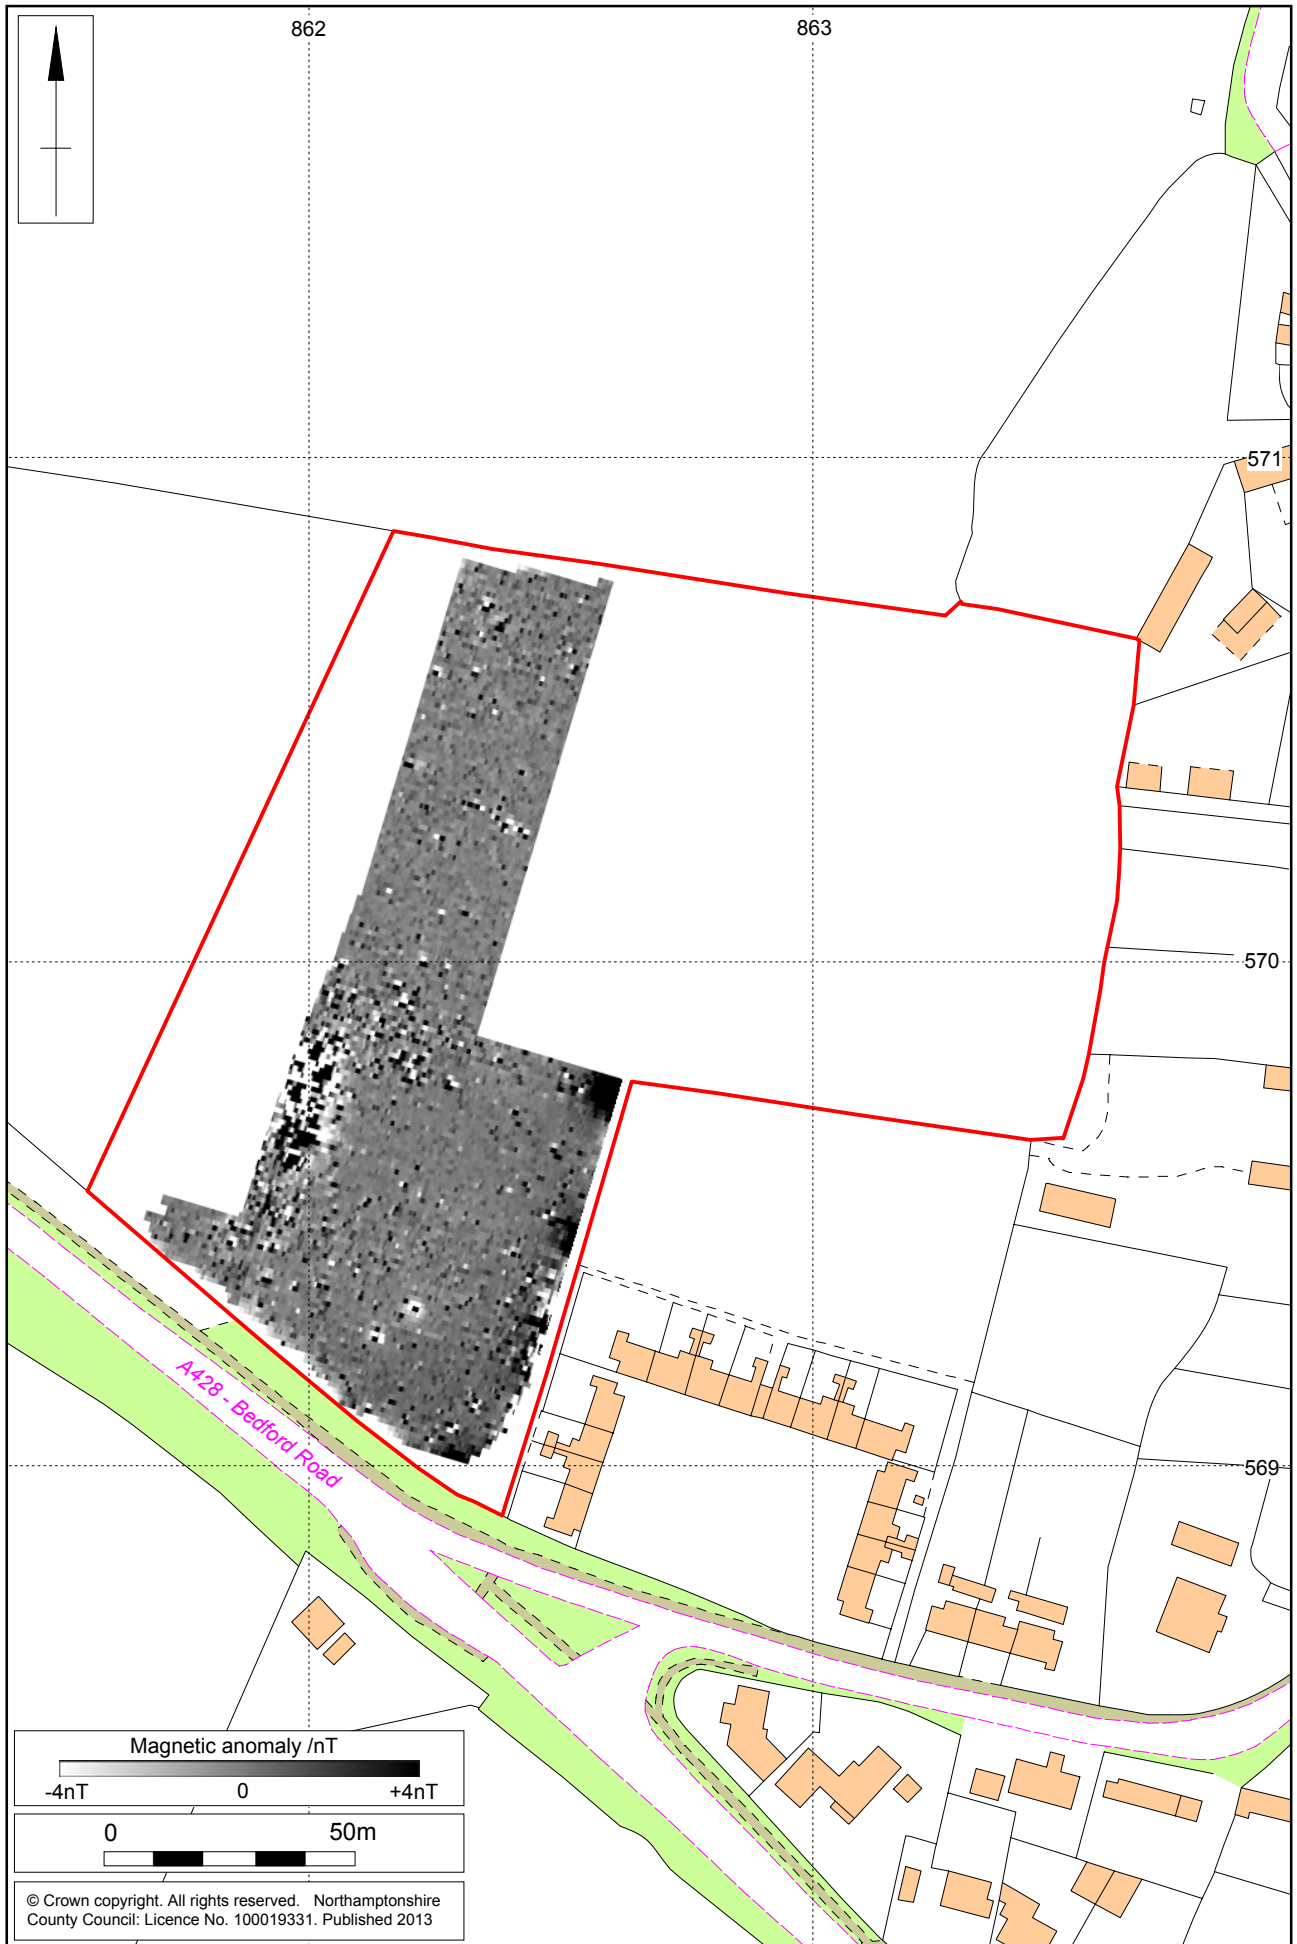 862
863
571
570
A428 - Bedford Road
569
Magnetic anomaly /nT
-4nT 0 +4nT
0 50m
© Crown copyright. All rights reserved. Northamptonshire
County Council: Licence No. 100019331. Published 2013